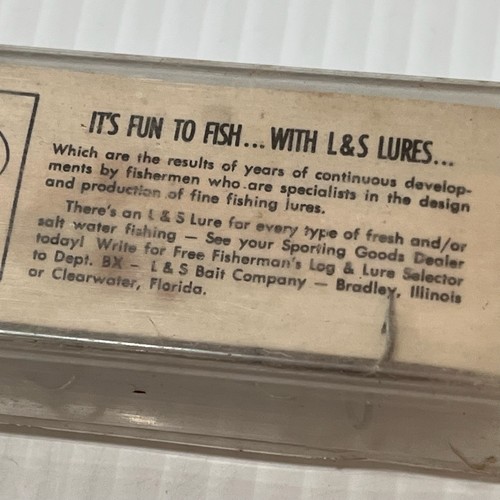 IT'S FUN TO FISH... WITH L&S LURES...
Which are the results of years of continuous develop-
ments by fishermen who are specialists in the design
and production of fine fishing lures.
There's an L & S Lure for every type of fresh and/or
salt water fishing — See your Sporting Goods Dealer
today! Write for Free Fisherman's Log & Lure Selector
to Dept. BX — L & S Bait Company — Bradley, Illinois
or Clearwater, Florida.